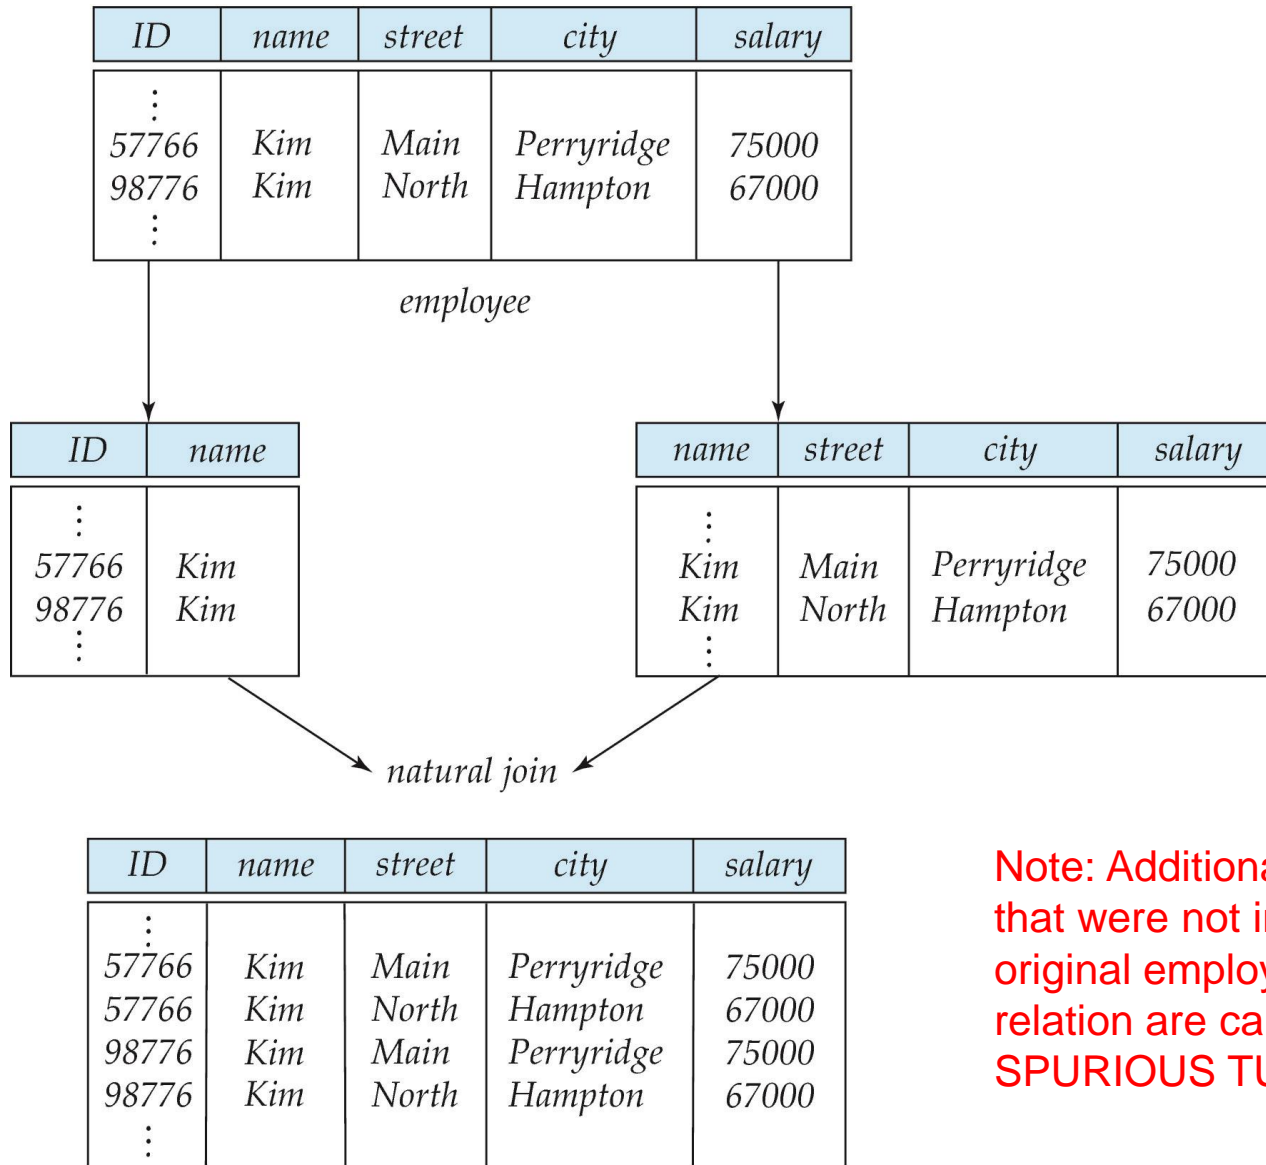 ID name street city salary
57766 Kim Main Perryridge 75000
98776 Kim North Hampton 67000
employee
ID name
57766 Kim
98776 Kim
name street city salary
Kim Main Perryridge 75000
Kim North Hampton 67000
natural join
ID name street city salary
57766 Kim Main Perryridge 75000
57766 Kim North Hampton 67000
98776 Kim Main Perryridge 75000
98776 Kim North Hampton 67000
Note:
that were not
original
relation are
SPURIOUS